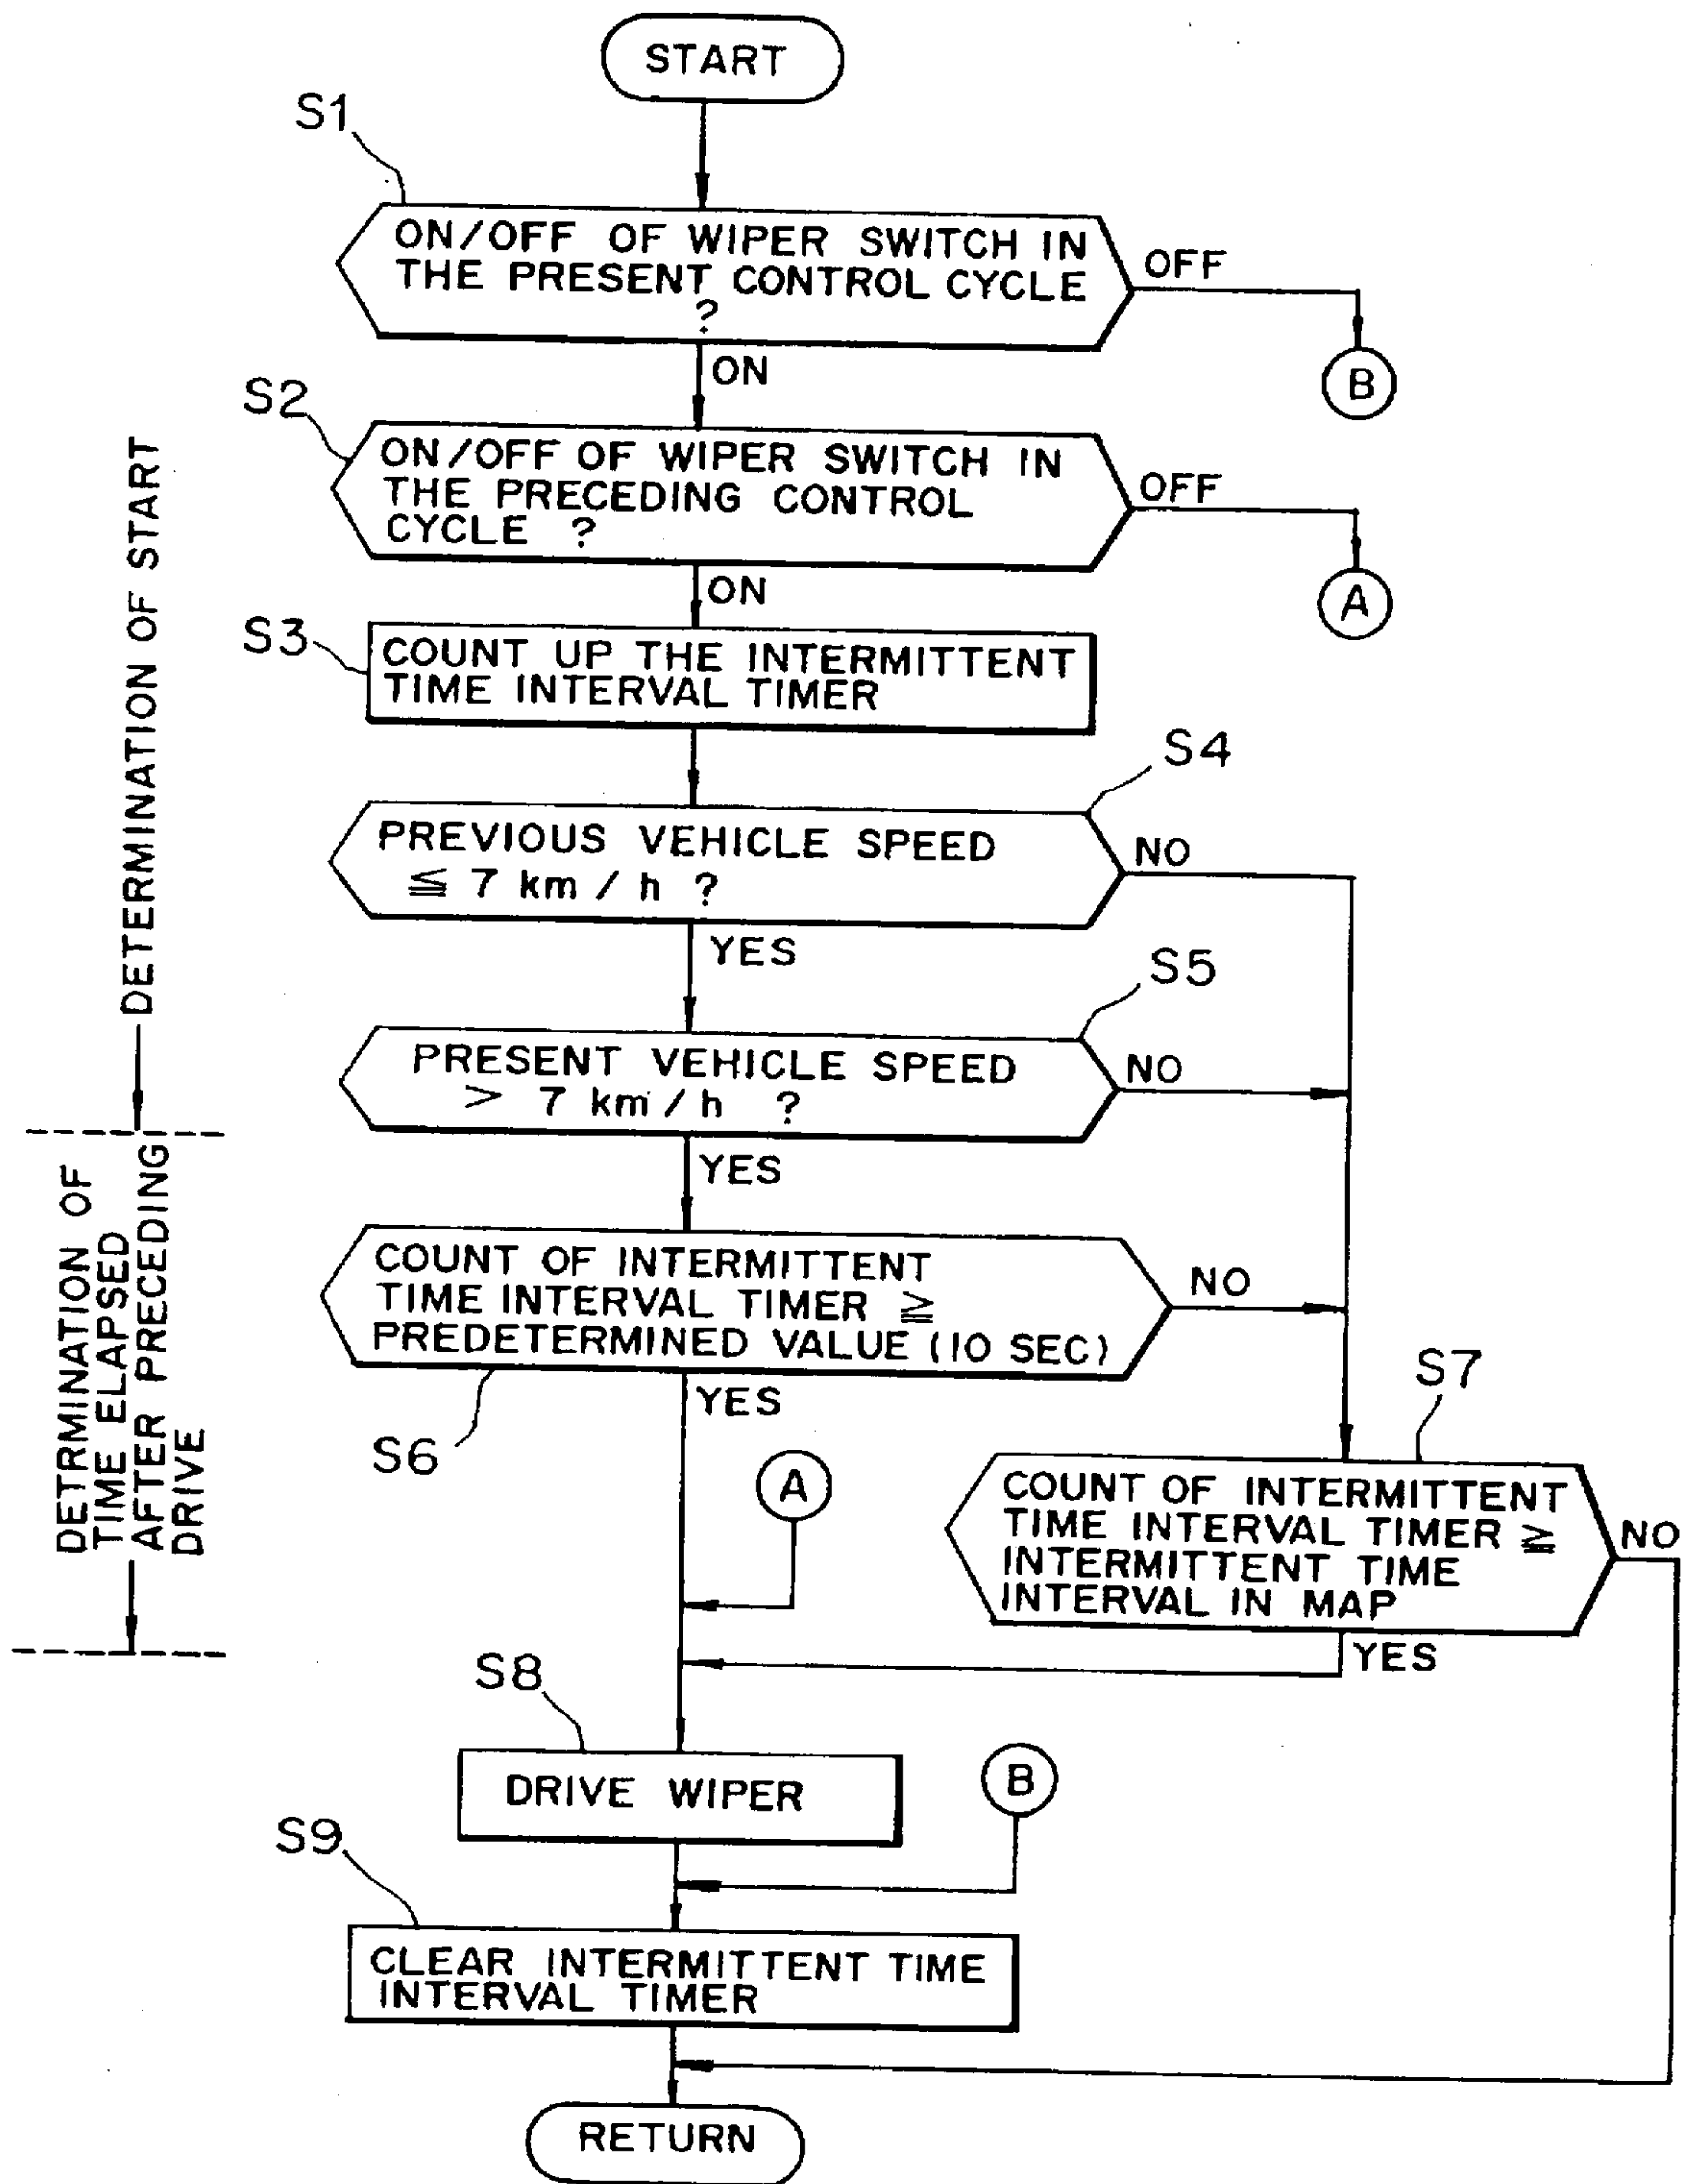 START
S1
ON/OFF OF WIPER SWITCH IN
THE PRESENT CONTROL CYCLE
?
OFF
B
ON
S2
ON/OFF OF WIPER SWITCH IN
THE PRECEDING CONTROL
CYCLE ?
OFF
A
ON
S3
COUNT UP THE INTERMITTENT
TIME INTERVAL TIMER
S4
PREVIOUS VEHICLE SPEED
≦ 7 km / h ?
NO
YES
S5
PRESENT VEHICLE SPEED
> 7 km / h ?
NO
YES
COUNT OF INTERMITTENT
TIME INTERVAL TIMER ≧
PREDETERMINED VALUE (10 SEC)
NO
S6
YES
A
S7
COUNT OF INTERMITTENT
TIME INTERVAL TIMER ≧
INTERMITTENT TIME
INTERVAL IN MAP
NO
YES
S8
DRIVE WIPER
B
S9
CLEAR INTERMITTENT TIME
INTERVAL TIMER
RETURN
DETERMINATION OF START
DETRMINATION OF
TIME ELAPSED
AFTER PRECEDING
DRIVE